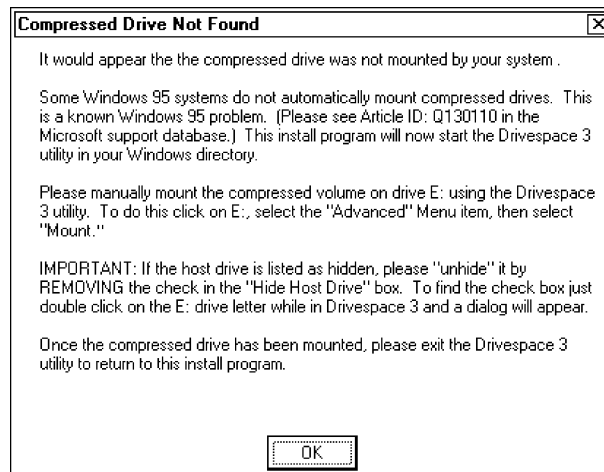 Compressed Drive Not Found
It would appear the the compressed drive was not mounted by your system .
Some Windows 95 systems do not automatically mount compressed drives.  This
is a known Windows 95 problem.  (Please see Article ID: Q130110 in the
Microsoft support database.) This install program will now start the Drivespace 3
utility in your Windows directory.
Please manually mount the compressed volume on drive E: using the Drivespace
3 utility.  To do this click on E:, select the "Advanced" Menu item, then select
"Mount."
IMPORTANT: If the host drive is listed as hidden, please "unhide" it by
REMOVING the check in the "Hide Host Drive" box.  To find the check box just
double click on the E: drive letter while in Drivespace 3 and a dialog will appear.
Once the compressed drive has been mounted, please exit the Drivespace 3
utility to return to this install program.
OK